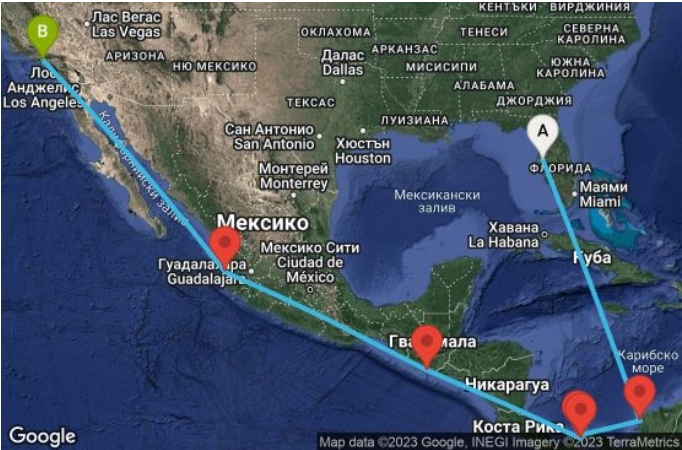 КЕНТЪКИ
ВИРДЖИНИЯ
B
Лас Вегас
Las Vegas
ОКЛАХОМА
ТЕНЕСИ
СЕВЕРНА
КАРОЛИНА
АРИЗОНА
НЮ МЕКСИКО
Далас
Dallas
АРКАНЗАС
МИСИСИПИ
ЮЖНА
КАРОЛИНА
Лос
Анджелис
Los Angeles
ТЕКСАС
АЛАБАМА
ДЖОРДЖИЯ
ЛУИЗИАНА
A
Сан Антонио
San Antonio
Хюстън
Houston
Монтерей
Monterrey
ФЛОРИДА
Маями
Miami
Мексикански
залив
Хавана
La Habana
Куба
Мексико
Гуадалахара
Guadalajara
Мексико Сити
Ciudad de
México
Гватемала
Карибско
море
Никарагуа
Коста Рика
Google
Map data ©2023 Google, INEGI Imagery ©2023 TerraMetrics